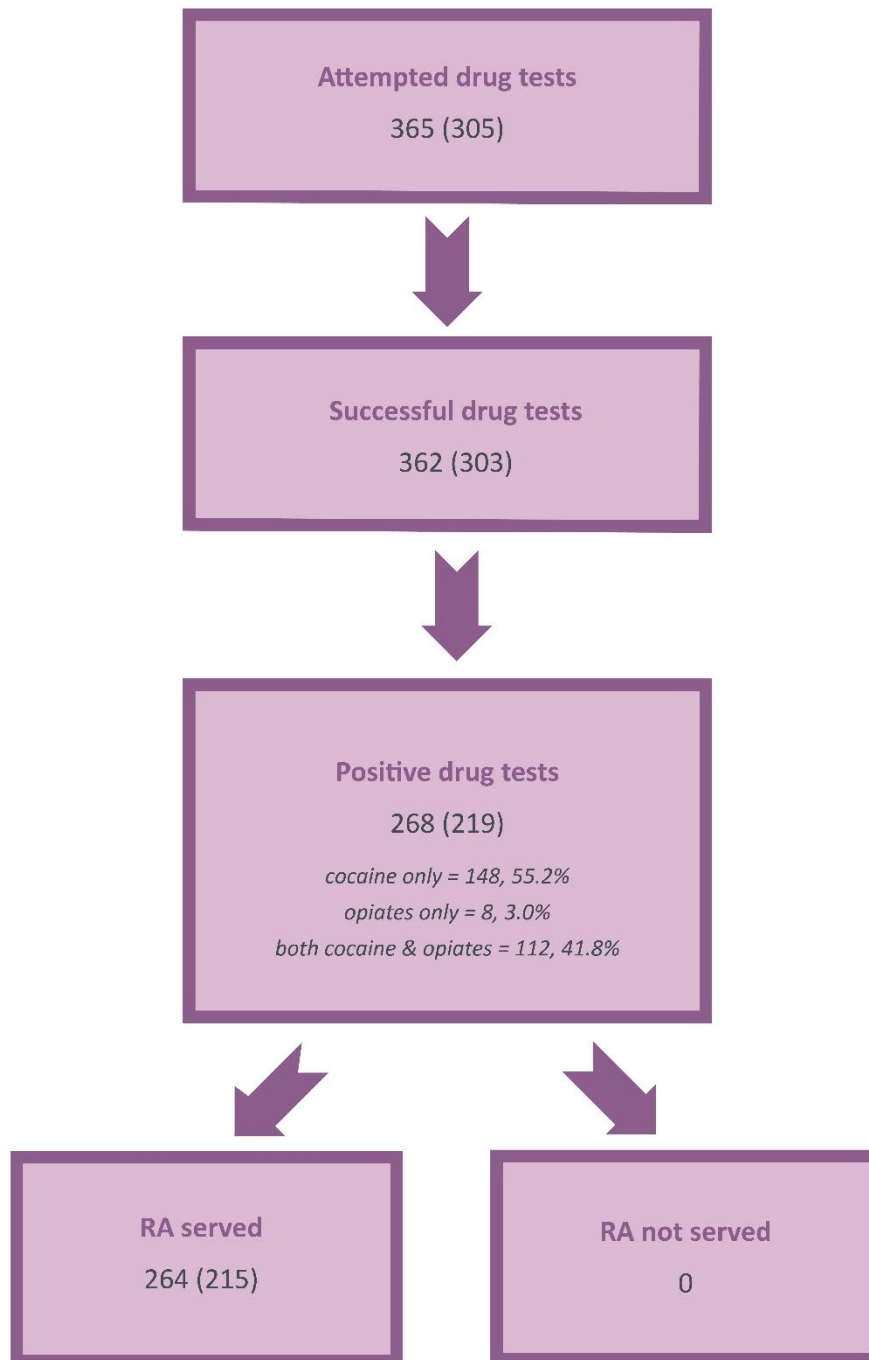 Attempted drug tests
365 (305)
Successful drug tests
362 (303)
Positive drug tests
268 (219)
cocaine only = 148, 55.2%
opiates only = 8, 3.0%
both cocaine & opiates = 112, 41.8%
RA served
264 (215)
RA not served
0